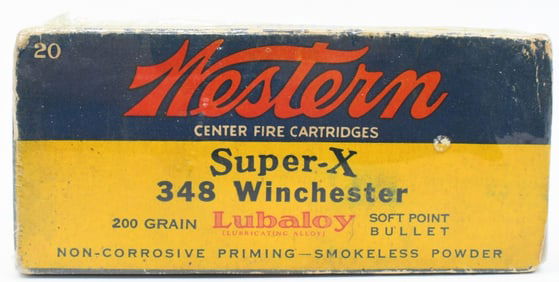 20
Western
CENTER FIRE CARTRIDGES
Super-X
348 Winchester
200 GRAIN Lubaloy SOFT POINT
(LUBRICATING ALLOY) BULLET
NON-CORROSIVE PRIMING—SMOKELESS POWDER